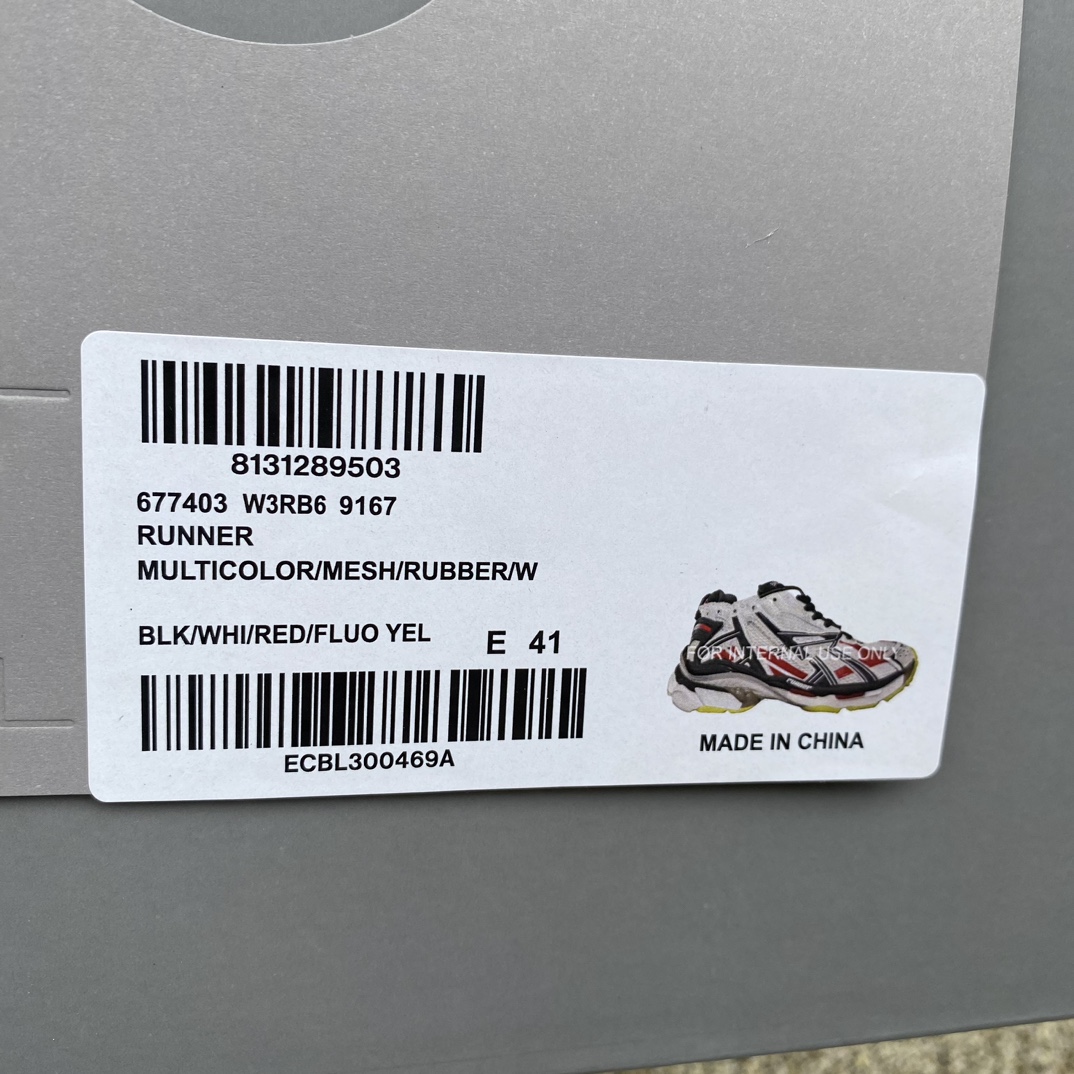 8131289503
677403 W3RB6 9167
RUNNER
MULTICOLOR/MESH/RUBBER/W
BLK/WHI/RED/FLUO YEL E 41
FOR INTERNAL USE ONLY
ECBL300469A
MADE IN CHINA